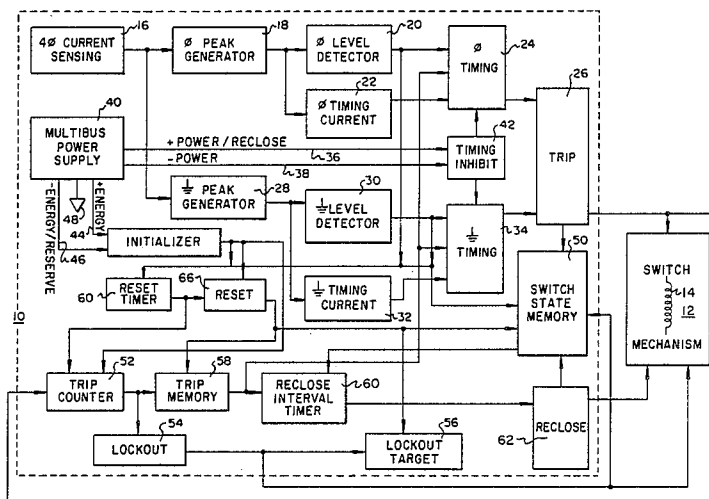 4Ø CURRENT
SENSING
16
Ø PEAK
GENERATOR
18
Ø LEVEL
DETECTOR
20
Ø
TIMING
24
Ø TIMING
CURRENT
22
26
TRIP
40
MULTIBUS
POWER
SUPPLY
+ POWER / RECLOSE
36
- POWER
38
42
TIMING
INHIBIT
⏚ PEAK
GENERATOR
28
30
⏚ LEVEL
DETECTOR
⏚
TIMING
34
-ENERGY/RESERVE
46
48
44
+ENERGY
INITIALIZER
RESET
TIMER
60
66
RESET
⏚ TIMING
CURRENT
32
50
SWITCH
STATE
MEMORY
SWITCH
14
12
MECHANISM
10
52
TRIP
COUNTER
58
TRIP
MEMORY
RECLOSE
INTERVAL
TIMER
60
RECLOSE
62
54
LOCKOUT
56
LOCKOUT
TARGET